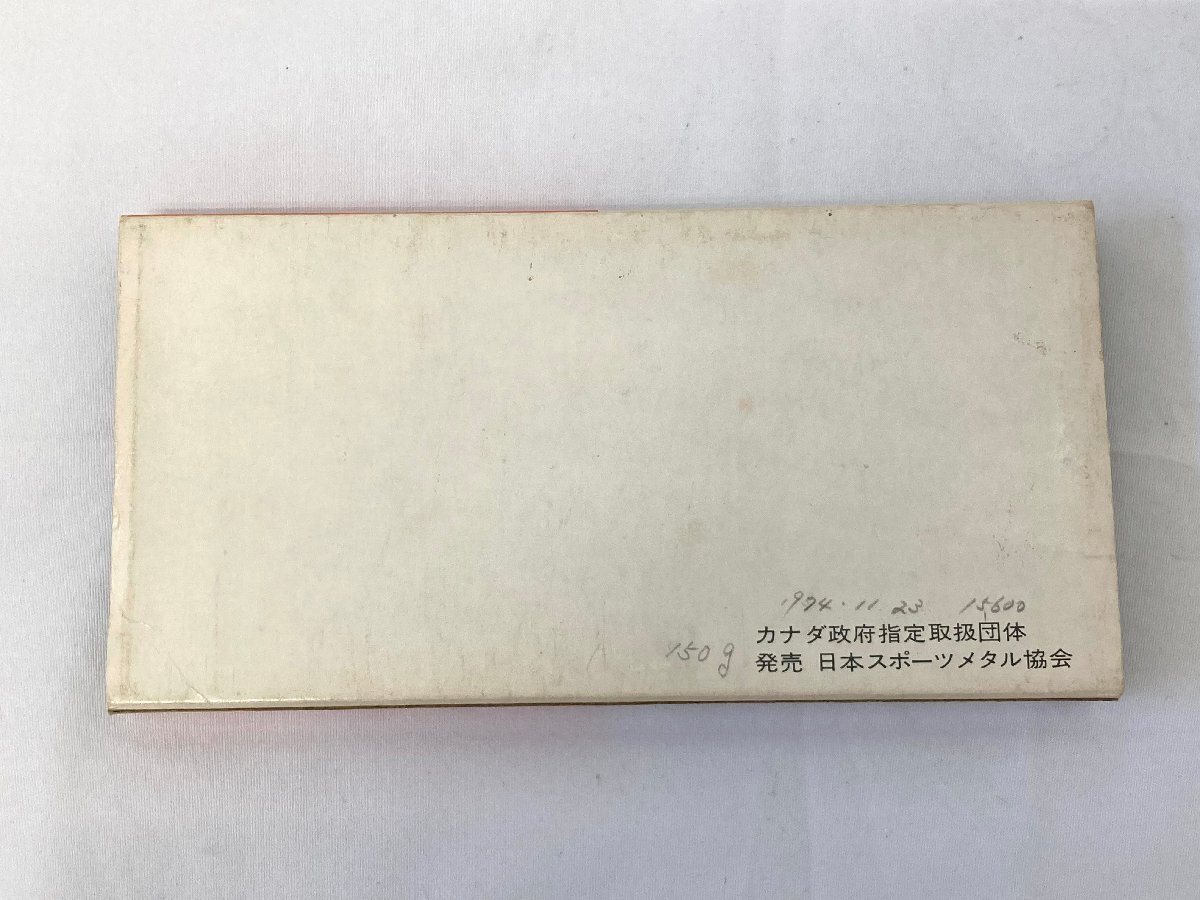 1974.11 23 15600
カナダ政府指定取扱団体
150g
発売 日本スポーツメタル協会